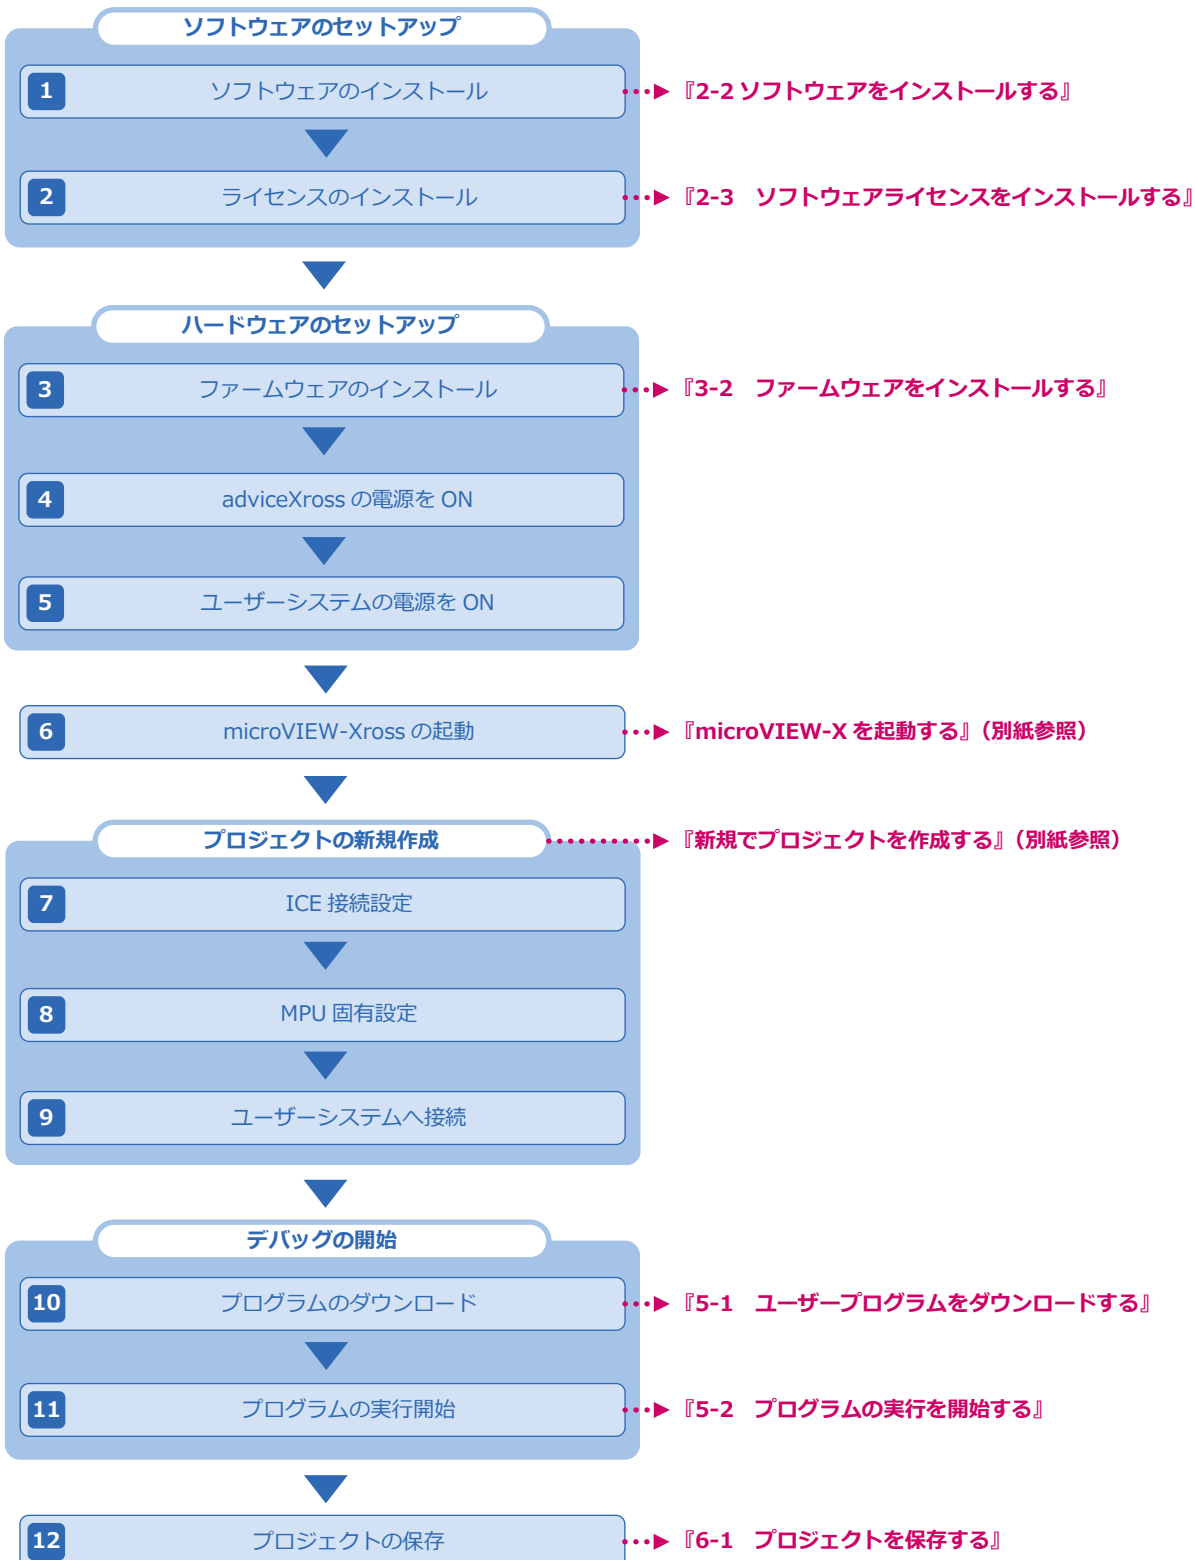 ソフトウェアのセットアップ
1 ソフトウェアのインストール 『2-2 ソフトウェアをインストールする』
2 ライセンスのインストール 『2-3　ソフトウェアライセンスをインストールする』
ハードウェアのセットアップ
3 ファームウェアのインストール 『3-2　ファームウェアをインストールする』
4 adviceXross の電源を ON
5 ユーザーシステムの電源を ON
6 microVIEW-Xross の起動 『microVIEW-X を起動する』（別紙参照）
プロジェクトの新規作成 『新規でプロジェクトを作成する』（別紙参照）
7 ICE 接続設定
8 MPU 固有設定
9 ユーザーシステムへ接続
デバッグの開始
10 プログラムのダウンロード 『5-1　ユーザープログラムをダウンロードする』
11 プログラムの実行開始 『5-2　プログラムの実行を開始する』
12 プロジェクトの保存 『6-1　プロジェクトを保存する』